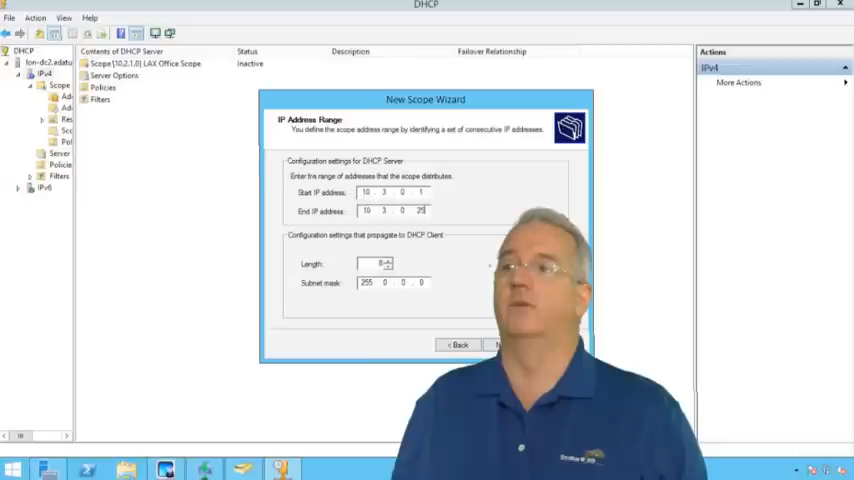 DHCP
File Action View Help
DHCP
lon-dc2.adatu
IPv4
Scope
Ad
Ad
Res
Sco
Pol
Server
Policie
Filters
IPv6
Contents of DHCP Server Status Description Failover Relationship
Scope [10.2.1.0] LAX Office Scope Inactive
Server Options
Policies
Filters
Actions
IPv4
More Actions
New Scope Wizard
IP Address Range
You define the scope address range by identifying a set of consecutive IP addresses.
Configuration settings for DHCP Server
Enter the range of addresses that the scope distributes.
Start IP address: 10 . 3 . 0 . 1
End IP address: 10 . 3 . 0 . 25
Configuration settings that propagate to DHCP Client
Length: 8
Subnet mask: 255 . 0 . 0 . 0
< Back
N